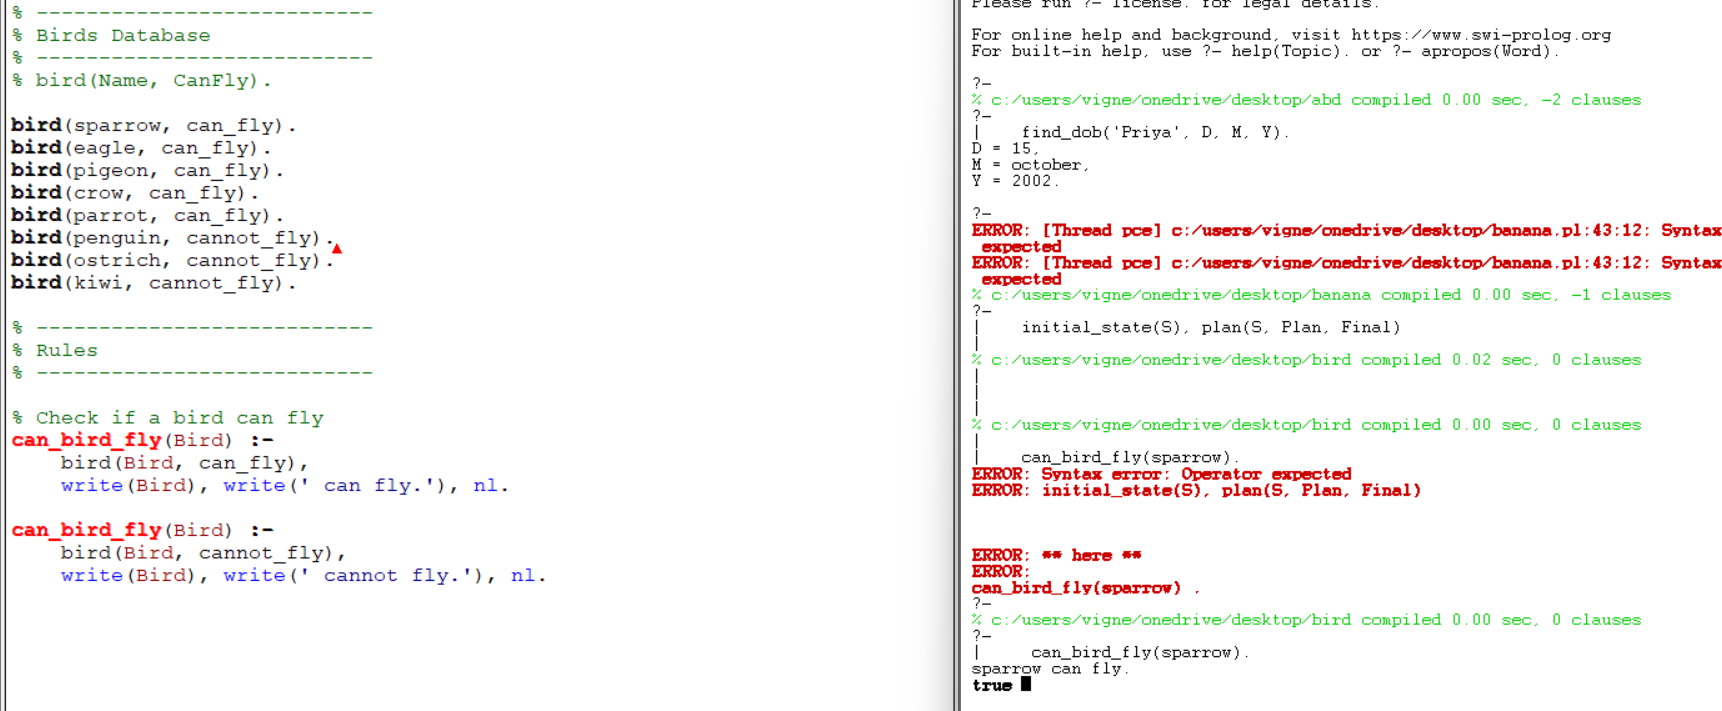 % ---------------------------
% Birds Database
% ---------------------------
% bird(Name, CanFly).
bird(sparrow, can_fly).
bird(eagle, can_fly).
bird(pigeon, can_fly).
bird(crow, can_fly).
bird(parrot, can_fly).
bird(penguin, cannot_fly).
bird(ostrich, cannot_fly).
bird(kiwi, cannot_fly).
% ---------------------------
% Rules
% ---------------------------
% Check if a bird can fly
can_bird_fly(Bird) :-
    bird(Bird, can_fly),
    write(Bird), write(' can fly.'), nl.
can_bird_fly(Bird) :-
    bird(Bird, cannot_fly),
    write(Bird), write(' cannot fly.'), nl.
Please run ?- license. for legal details.
For online help and background, visit https://www.swi-prolog.org
For built-in help, use ?- help(Topic). or ?- apropos(Word).
?-
% c:/users/vigne/onedrive/desktop/abd compiled 0.00 sec, -2 clauses
?-
|    find_dob('Priya', D, M, Y).
D = 15,
M = october,
Y = 2002.
?-
ERROR: [Thread pce] c:/users/vigne/onedrive/desktop/banana.pl:43:12: Syntax
 expected
ERROR: [Thread pce] c:/users/vigne/onedrive/desktop/banana.pl:43:12: Syntax
 expected
% c:/users/vigne/onedrive/desktop/banana compiled 0.00 sec, -1 clauses
?-
|    initial_state(S), plan(S, Plan, Final)
|
% c:/users/vigne/onedrive/desktop/bird compiled 0.02 sec, 0 clauses
|
|
|
% c:/users/vigne/onedrive/desktop/bird compiled 0.00 sec, 0 clauses
|
|    can_bird_fly(sparrow).
ERROR: Syntax error: Operator expected
ERROR: initial_state(S), plan(S, Plan, Final)
ERROR: ** here **
ERROR:
can_bird_fly(sparrow) .
?-
% c:/users/vigne/onedrive/desktop/bird compiled 0.00 sec, 0 clauses
?-
|     can_bird_fly(sparrow).
sparrow can fly.
true